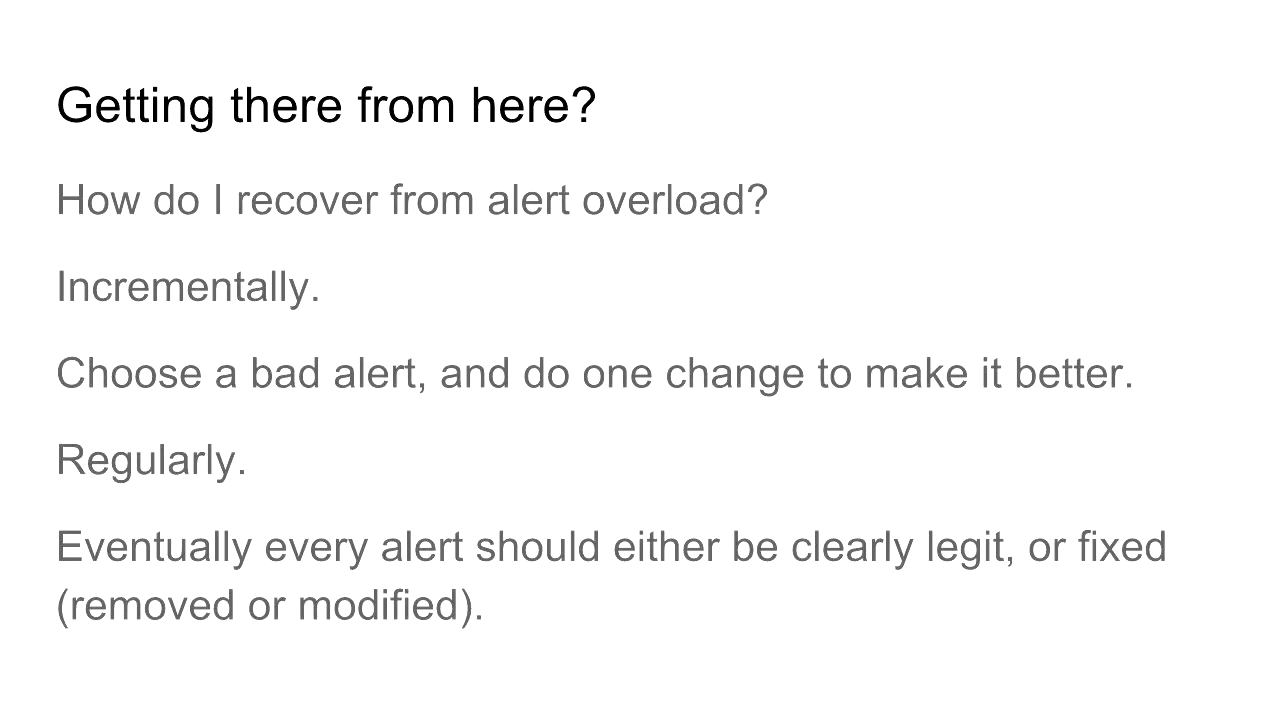 Getting there from here?
How do I recover from alert overload?
Incrementally.
Choose a bad alert, and do one change to make it better.
Regularly.
Eventually every alert should either be clearly legit, or fixed
(removed or modified).